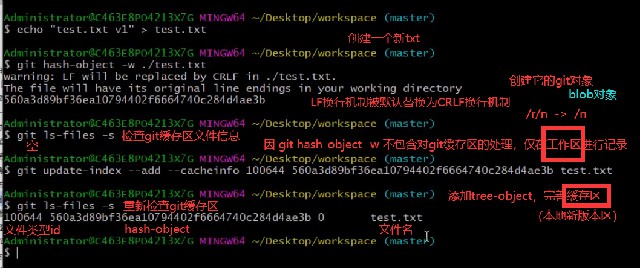 Administrator@C463E8PO4213X7G MINGW64 ~/Desktop/workspace (master)
$ echo "test.txt v1" > test.txt
创建一个新txt
Administrator@C463E8PO4213X7G MINGW64 ~/Desktop/workspace (master)
$ git hash-object -w ./test.txt
warning: LF will be replaced by CRLF in ./test.txt.
The file will have its original line endings in your working directory
创建它的git对象
blob对象
560a3d89bf36ea10794402f6664740c284d4ae3b
LF换行机制被默认替换为CRLF换行机制
/r/n -> /n
Administrator@C463E8PO4213X7G MINGW64 ~/Desktop/workspace (master)
$ git ls-files -s 检查git缓存区文件信息
空
因 git hash object w 不包含对git缓存区的处理，仅在工作区进行记录
Administrator@C463E8PO4213X7G MINGW64 ~/Desktop/workspace (master)
$ git update-index --add --cacheinfo 100644 560a3d89bf36ea10794402f6664740c284d4ae3b test.txt
Administrator@C463E8PO4213X7G MINGW64 ~/Desktop/workspace (master)
添加tree-object，完善缓存区
$ git ls-files -s 重新检查git缓存区
100644 560a3d89bf36ea10794402f6664740c284d4ae3b 0 test.txt
(本地新版本区)
文件类型id hash-object 文件名
Administrator@C463E8PO4213X7G MINGW64 ~/Desktop/workspace (master)
$